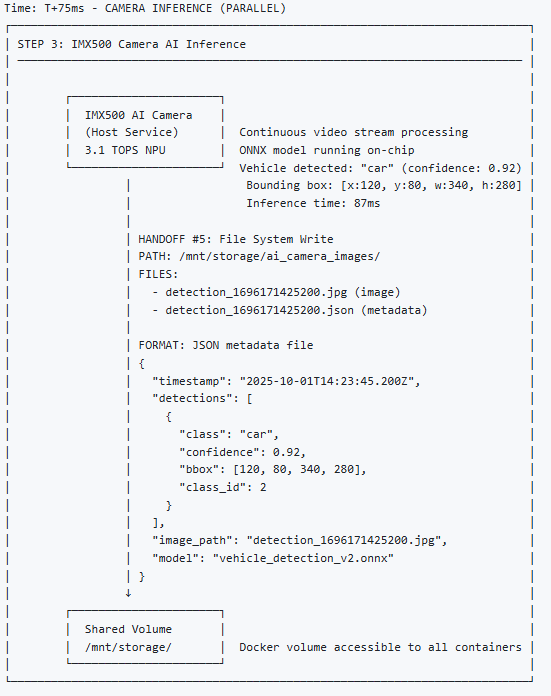 Time: T+75ms - CAMERA INFERENCE (PARALLEL)
STEP 3: IMX500 Camera AI Inference
IMX500 AI Camera
(Host Service) Continuous video stream processing
3.1 TOPS NPU ONNX model running on-chip
Vehicle detected: "car" (confidence: 0.92)
Bounding box: [x:120, y:80, w:340, h:280]
Inference time: 87ms
HANDOFF #5: File System Write
PATH: /mnt/storage/ai_camera_images/
FILES:
- detection_1696171425200.jpg (image)
- detection_1696171425200.json (metadata)
FORMAT: JSON metadata file
{
"timestamp": "2025-10-01T14:23:45.200Z",
"detections": [
{
"class": "car",
"confidence": 0.92,
"bbox": [120, 80, 340, 280],
"class_id": 2
}
],
"image_path": "detection_1696171425200.jpg",
"model": "vehicle_detection_v2.onnx"
}
Shared Volume
/mnt/storage/ Docker volume accessible to all containers